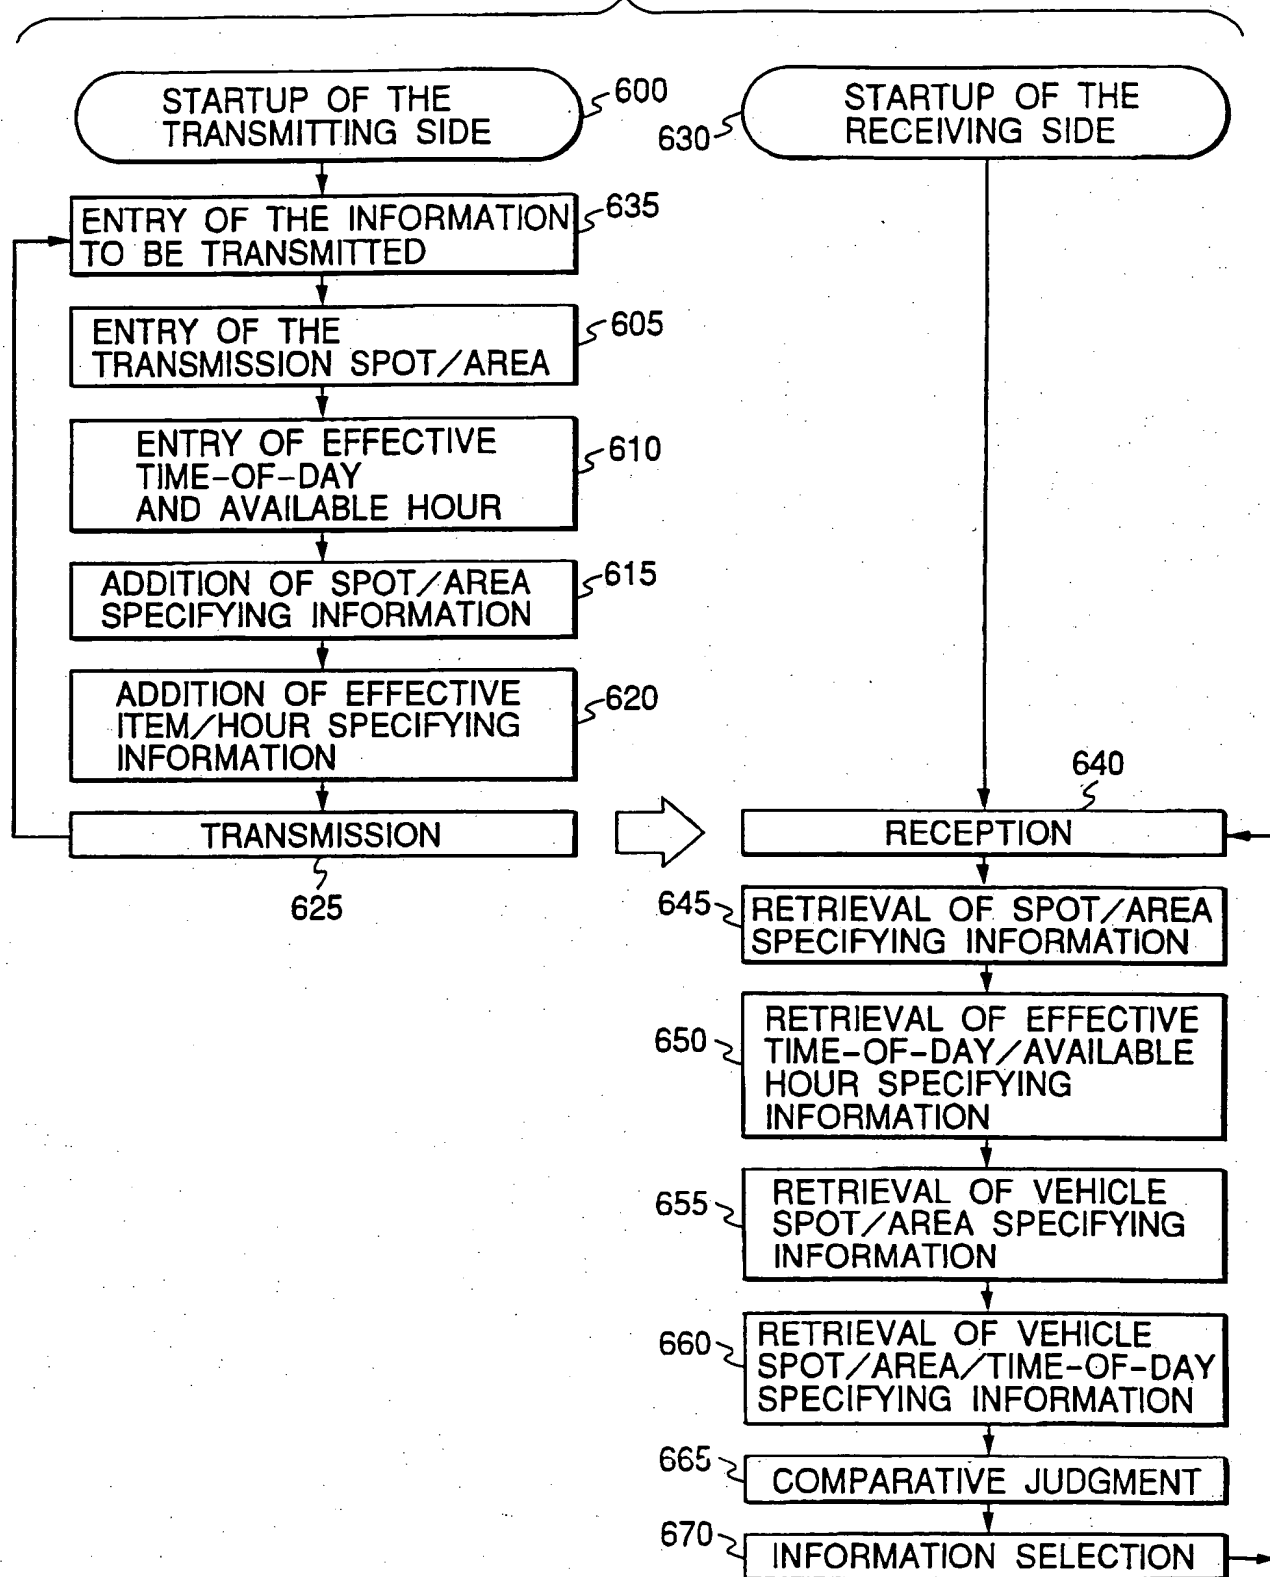 STARTUP OF THE
TRANSMITTING SIDE
600
ENTRY OF THE INFORMATION
TO BE TRANSMITTED
635
ENTRY OF THE
TRANSMISSION SPOT/AREA
605
ENTRY OF EFFECTIVE
TIME-OF-DAY
AND AVAILABLE HOUR
610
ADDITION OF SPOT/AREA
SPECIFYING INFORMATION
615
ADDITION OF EFFECTIVE
ITEM/HOUR SPECIFYING
INFORMATION
620
TRANSMISSION
625
STARTUP OF THE
RECEIVING SIDE
630
640
RECEPTION
645
RETRIEVAL OF SPOT/AREA
SPECIFYING INFORMATION
650
RETRIEVAL OF EFFECTIVE
TIME-OF-DAY/AVAILABLE
HOUR SPECIFYING
INFORMATION
655
RETRIEVAL OF VEHICLE
SPOT/AREA SPECIFYING
INFORMATION
660
RETRIEVAL OF VEHICLE
SPOT/AREA/TIME-OF-DAY
SPECIFYING INFORMATION
665
COMPARATIVE JUDGMENT
670
INFORMATION SELECTION